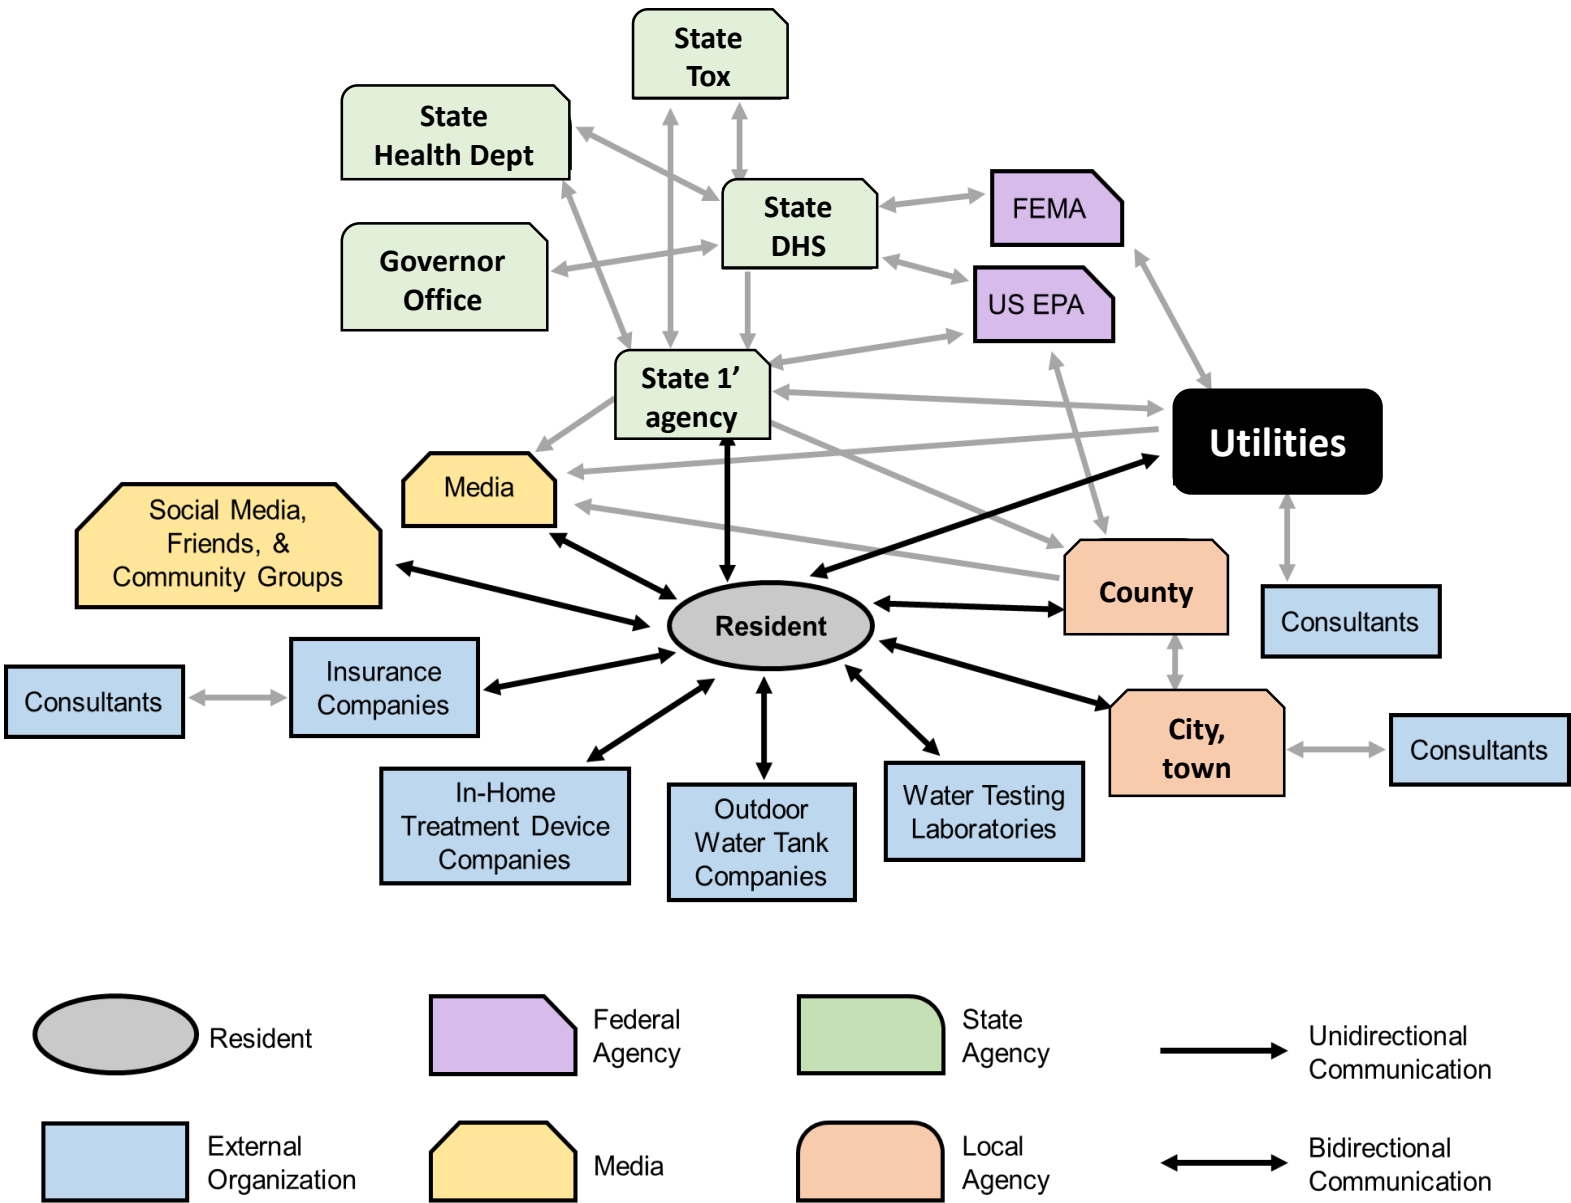 State
Tox
State
Health Dept
State
DHS
FEMA
Governor
Office
US EPA
State 1’
agency
Utilities
Media
Social Media,
Friends, &
Community Groups
County
Consultants
Resident
Insurance
Companies
Consultants
City,
town
Consultants
In-Home
Treatment Device
Companies
Outdoor
Water Tank
Companies
Water Testing
Laboratories
Resident
Federal
Agency
State
Agency
Unidirectional
Communication
External
Organization
Media
Local
Agency
Bidirectional
Communication